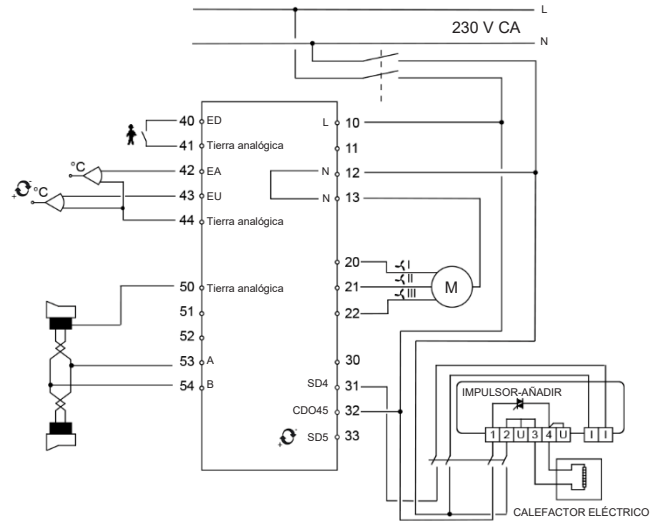 L
230 V CA
N
40 ED
L 10
41 Tierra analógica
11
°C
42 EA
N 12
°C
43 EU
N 13
44 Tierra analógica
20 I
II
50 Tierra analógica
21 M
III
51
22
52
30
53 A
SD4 31
IMPULSOR-AÑADIR
54 B
CDO45 32
SD5 33
1 2 U 3 4 U I I
CALEFACTOR ELÉCTRICO